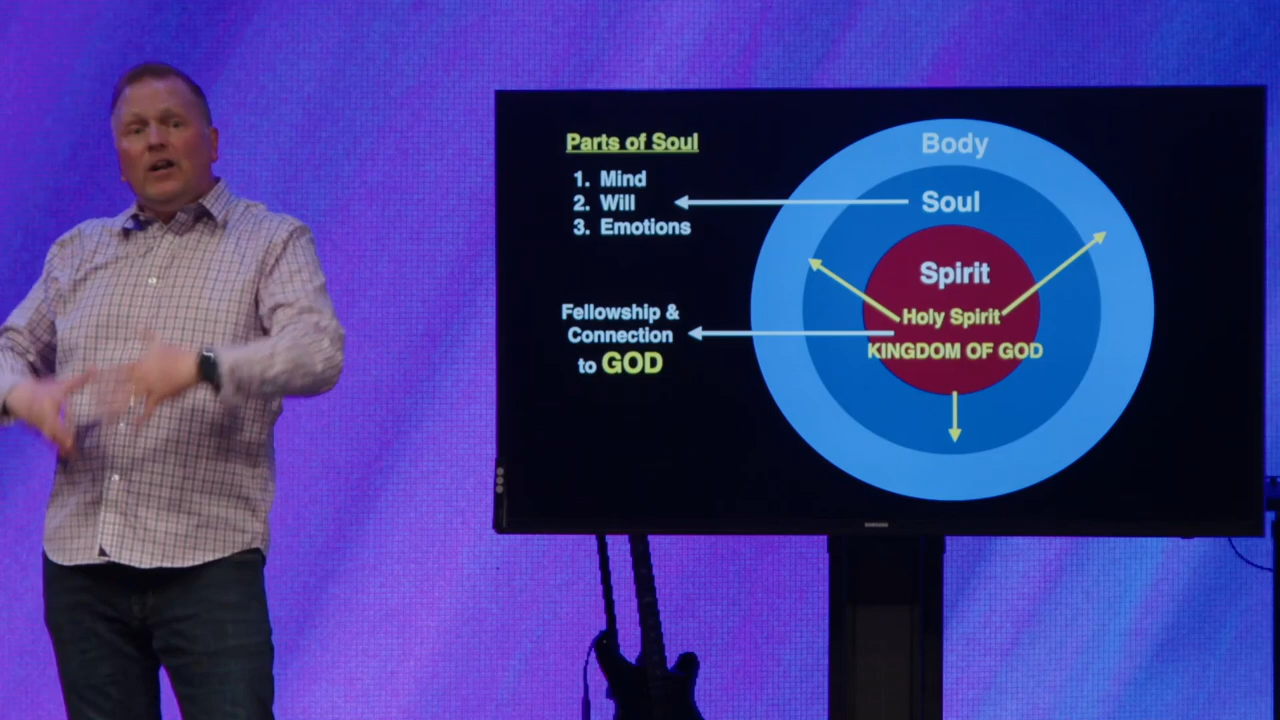 Parts of Soul
1. Mind
2. Will
3. Emotions
Fellowship &
Connection
to GOD
Body
Soul
Spirit
Holy Spirit
KINGDOM OF GOD
SAMSUNG